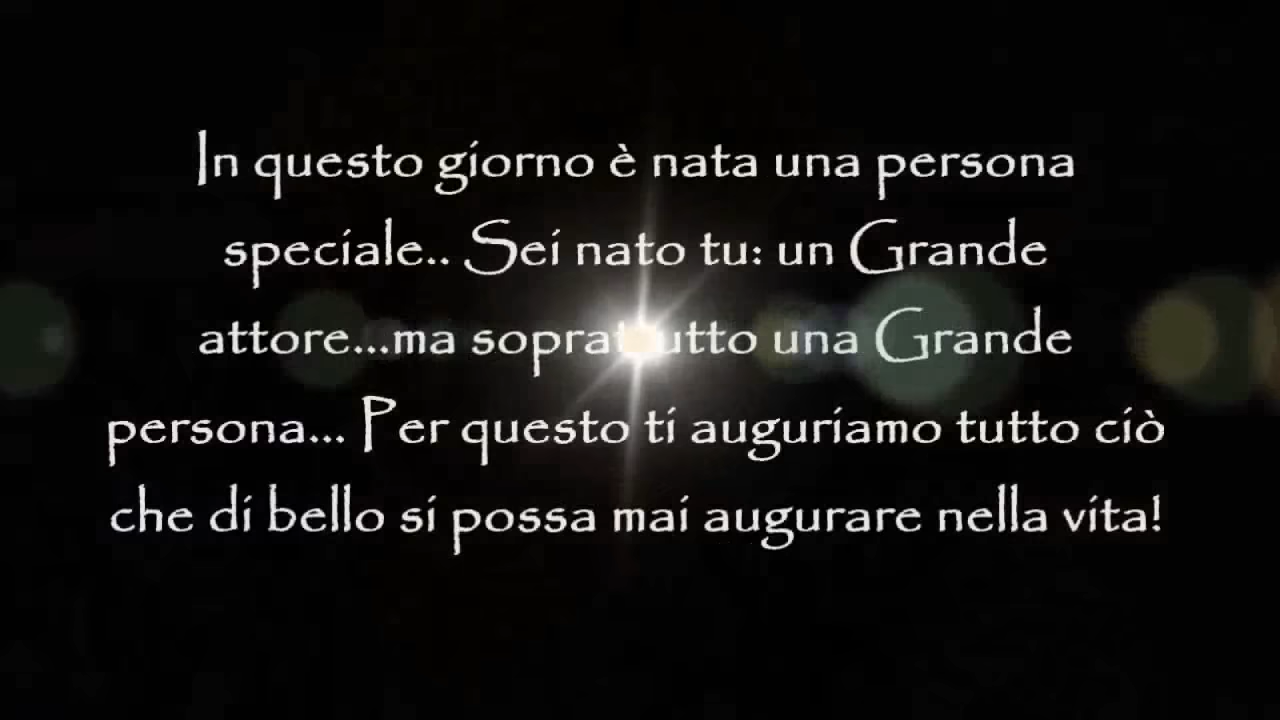 In questo giorno è nata una persona
speciale.. Sei nato tu: un Grande
attore...ma soprattutto una Grande
persona... Per questo ti auguriamo tutto ciò
che di bello si possa mai augurare nella vita!